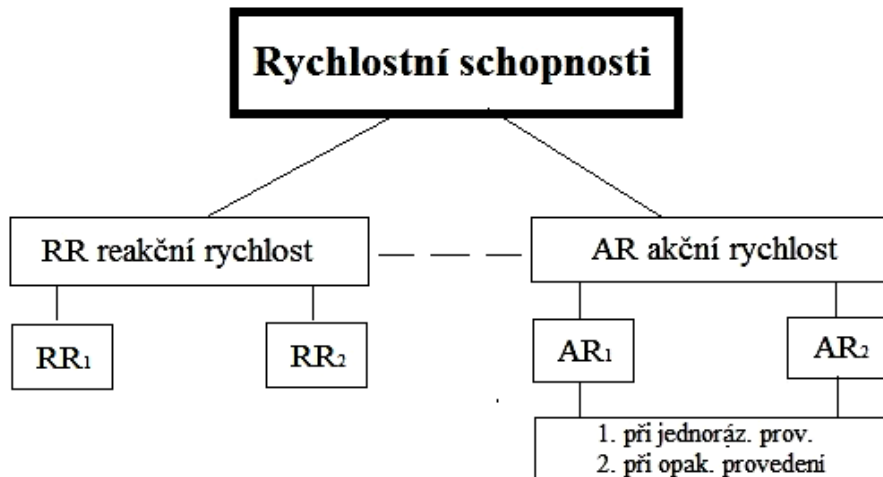 Rychlostní schopnosti
RR reakční rychlost
AR akční rychlost
RR₁
RR₂
AR₁
AR₂
1. při jednoráz. prov.
2. při opak. provedení